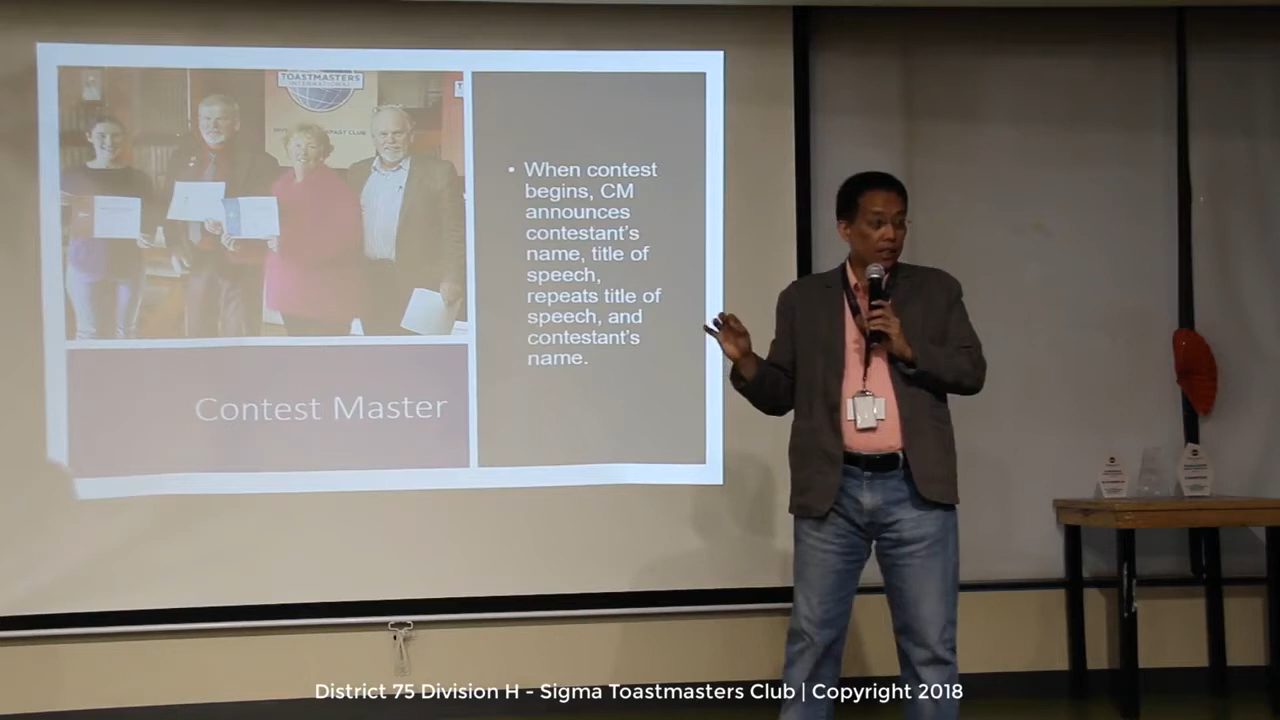 TOASTMASTERS
INTERNATIONAL
• When contest
begins, CM
announces
contestant's
name, title of
speech,
repeats title of
speech, and
contestant's
name.
Contest Master
District 75 Division H - Sigma Toastmasters Club | Copyright 2018